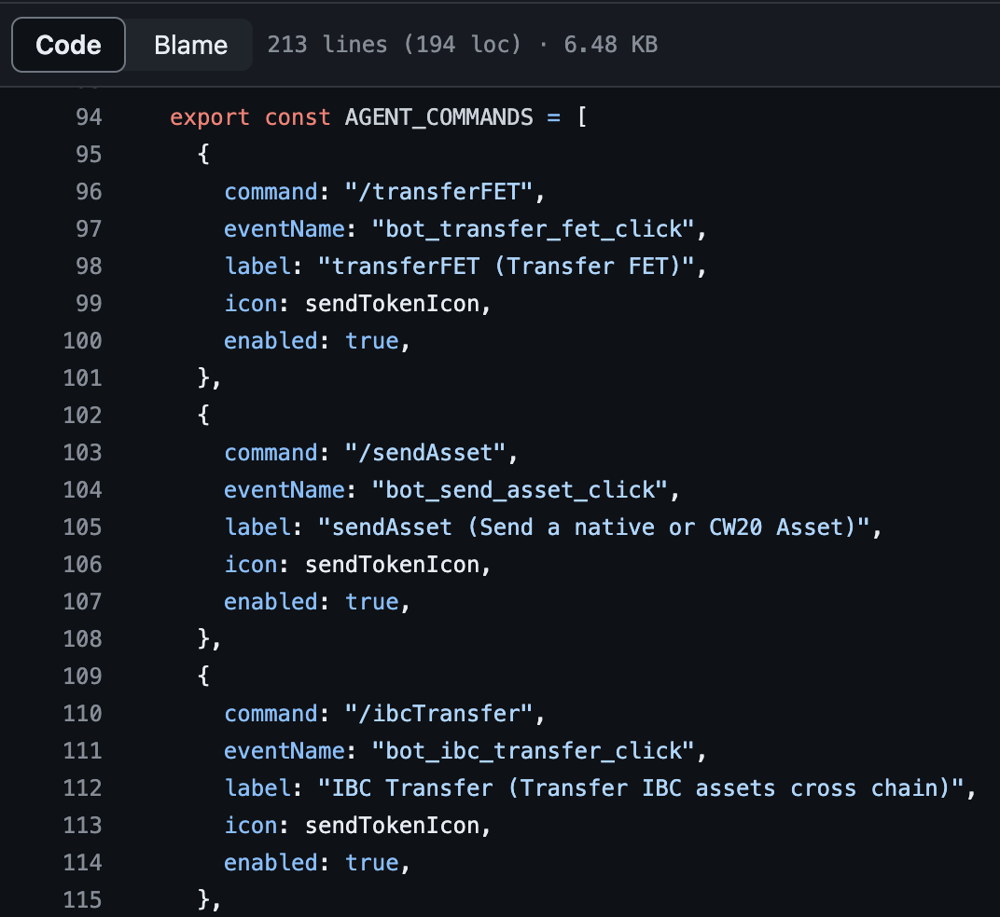 Code Blame 213 lines (194 loc) · 6.48 KB
94 export const AGENT_COMMANDS = [
95 {
96 command: "/transferFET",
97 eventName: "bot_transfer_fet_click",
98 label: "transferFET (Transfer FET)",
99 icon: sendTokenIcon,
100 enabled: true,
101 },
102 {
103 command: "/sendAsset",
104 eventName: "bot_send_asset_click",
105 label: "sendAsset (Send a native or CW20 Asset)",
106 icon: sendTokenIcon,
107 enabled: true,
108 },
109 {
110 command: "/ibcTransfer",
111 eventName: "bot_ibc_transfer_click",
112 label: "IBC Transfer (Transfer IBC assets cross chain)",
113 icon: sendTokenIcon,
114 enabled: true,
115 },